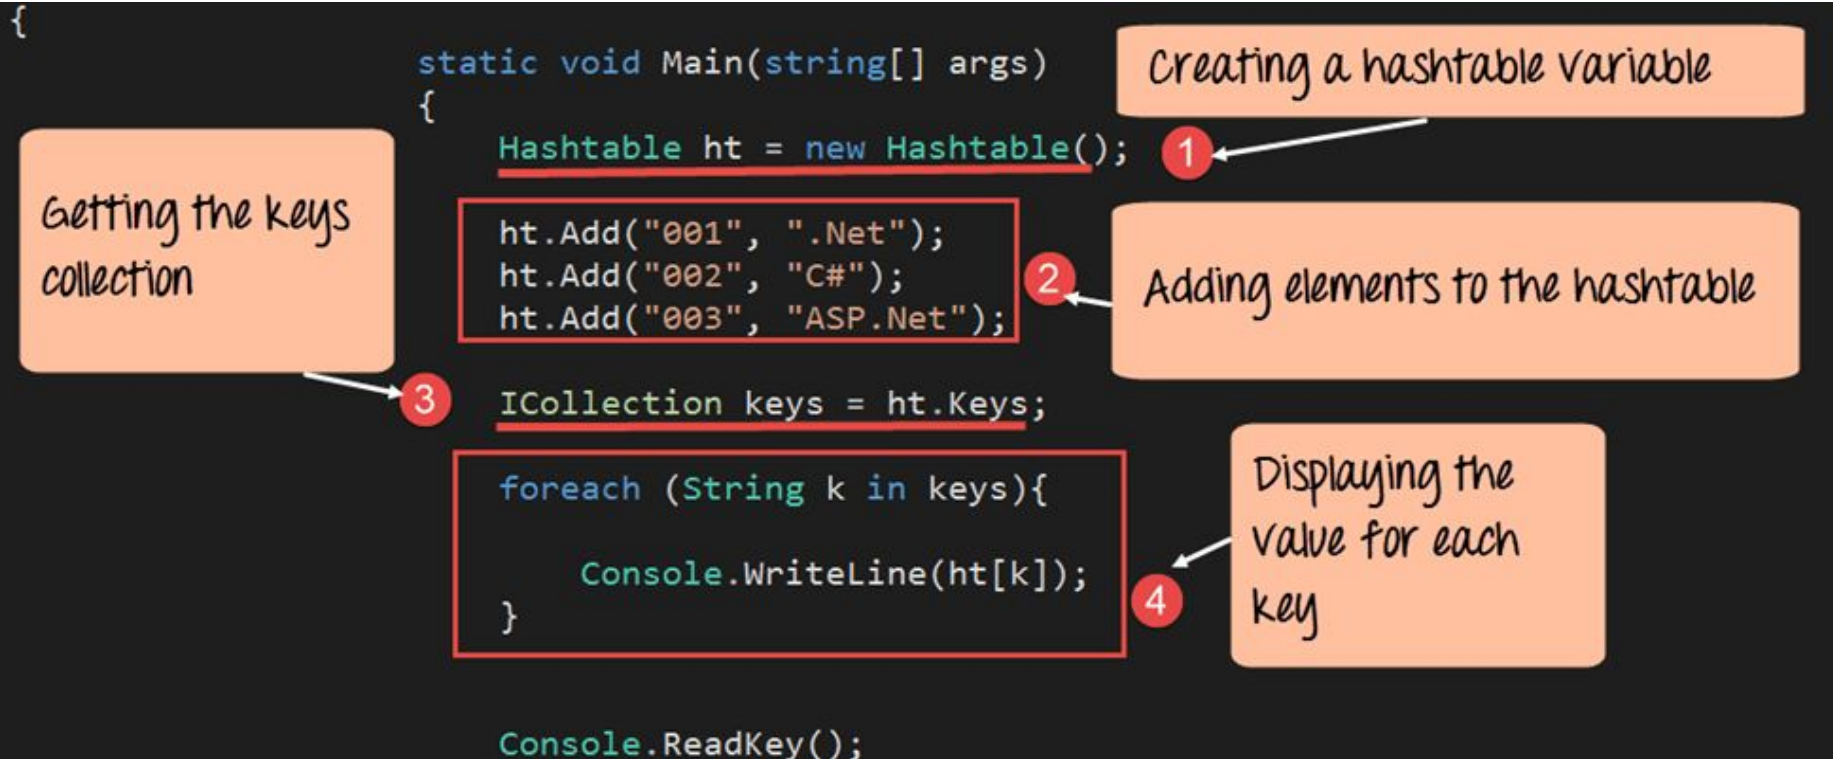 {
static void Main(string[] args)
{
Creating a hashtable variable
Hashtable ht = new Hashtable();
1
Getting the keys
collection
ht.Add("001", ".Net");
ht.Add("002", "C#");
ht.Add("003", "ASP.Net");
2
Adding elements to the hashtable
3
ICollection keys = ht.Keys;
foreach (String k in keys){
Console.WriteLine(ht[k]);
}
4
Displaying the
value for each
key
Console.ReadKey();